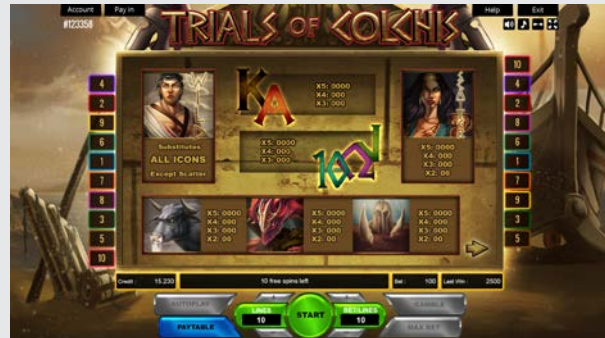 Account
Pay in
Help
Exit
#123358
TRIALS OF COLCHIS
4
2
9
6
1
7
8
3
5
10
10
4
2
6
1
7
9
3
5
Substitutes
ALL ICONS
Except Scatter
K
A
X5: 0000
X4: 000
X3: 000
X5: 0000
X4: 000
X3: 000
10
X5: 0000
X4: 000
X3: 000
X2: 00
X5: 0000
X4: 000
X3: 000
X2: 00
X5: 0000
X4: 000
X3: 000
X2: 00
X5: 0000
X4: 000
X3: 000
X2: 00
Credit : 15.230
10 free spins left
Bet : 100
Last Win : 2500
AUTOPLAY
LINES
10
START
BET/LINES
10
GAMBLE
PAYTABLE
MAX BET